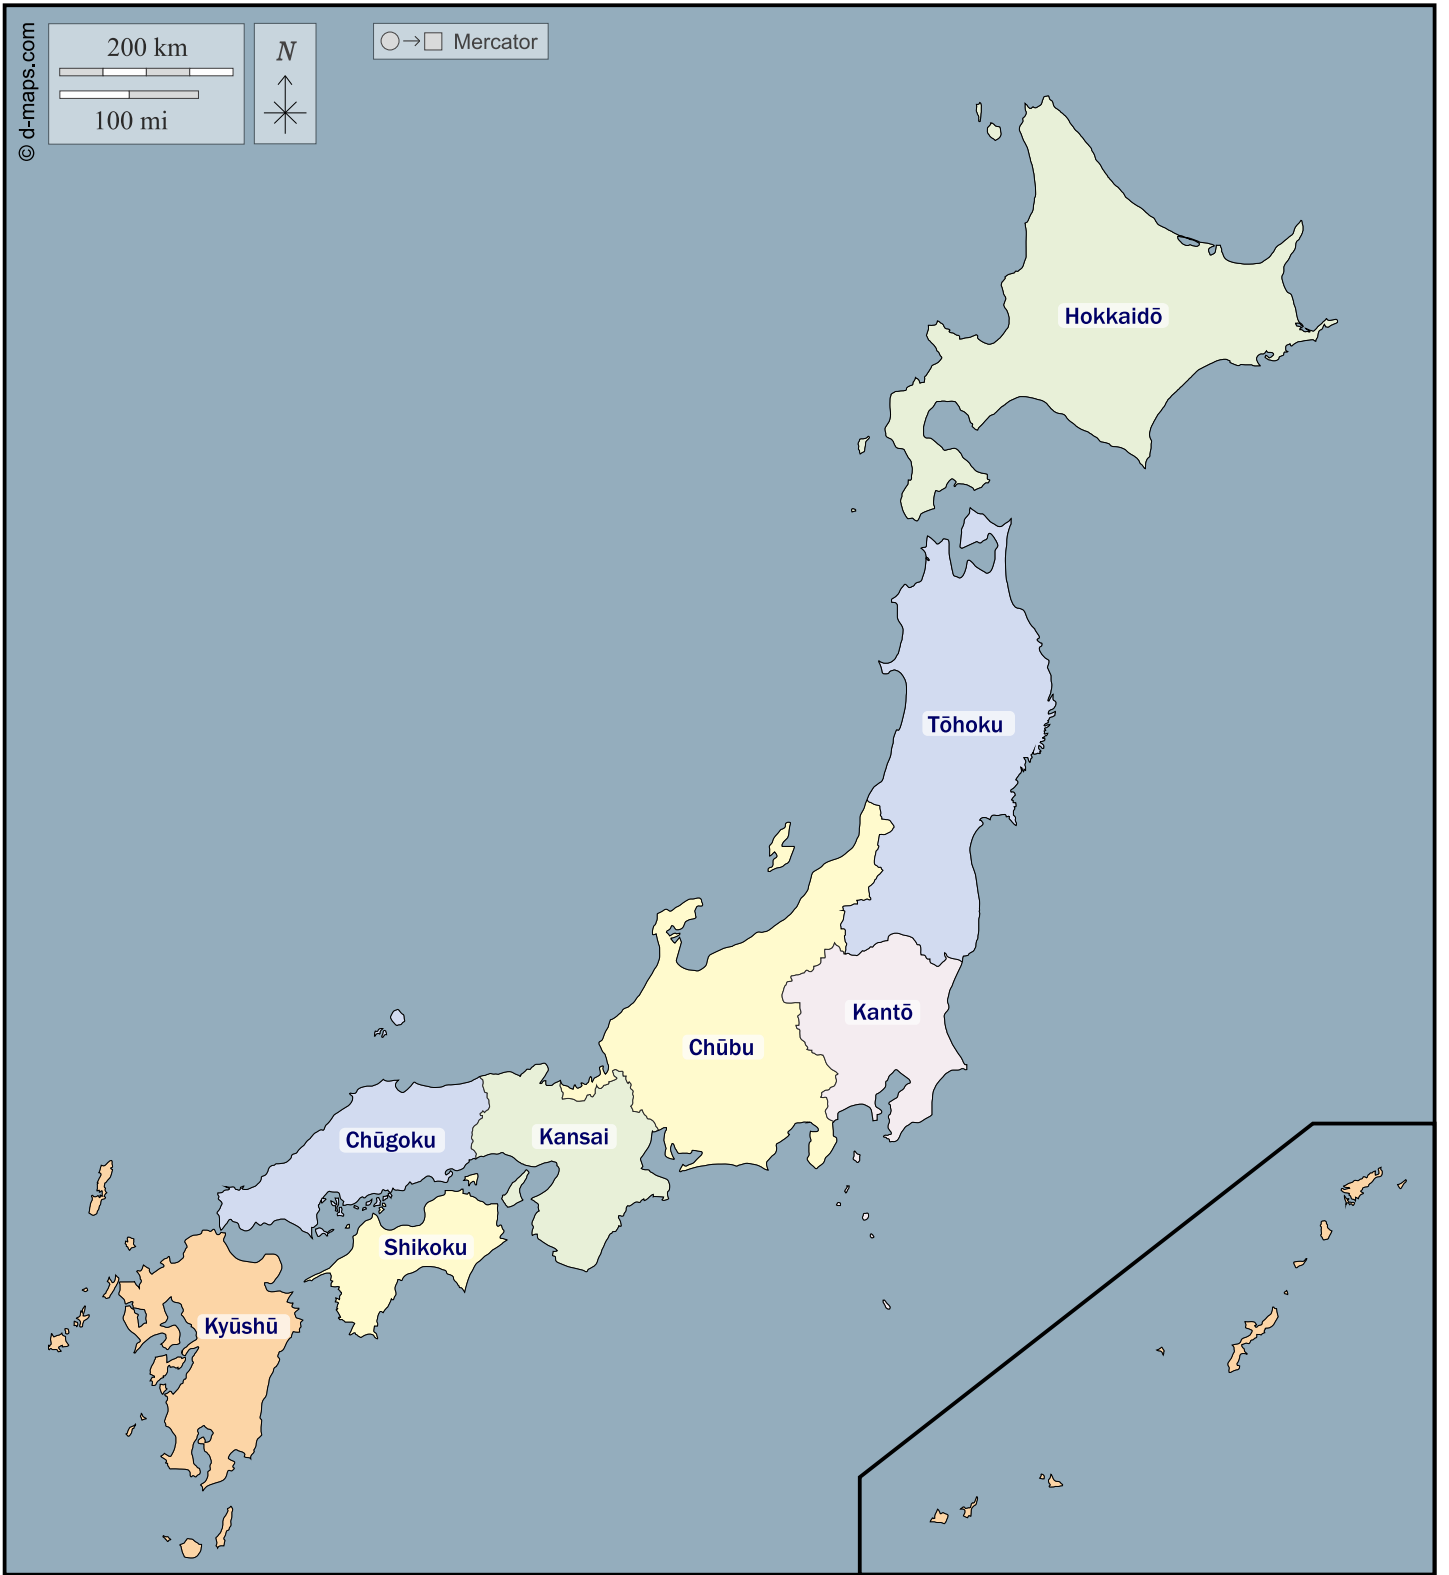 © d-maps.com
200 km
100 mi
N
Mercator
Hokkaidō
Tōhoku
Kantō
Chūbu
Kansai
Chūgoku
Shikoku
Kyūshū